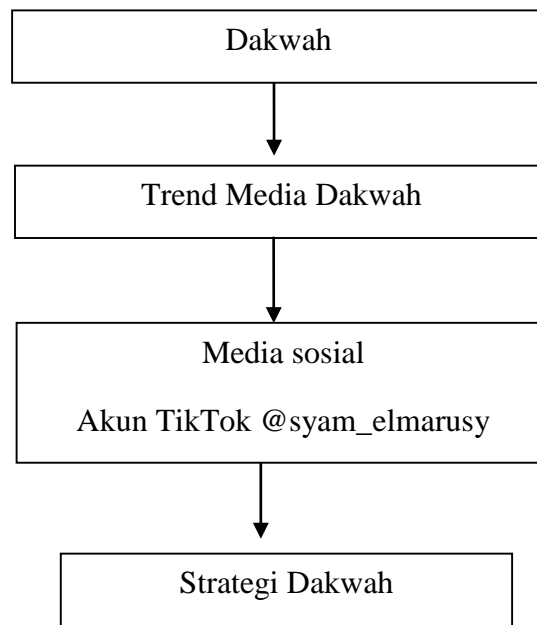 Dakwah
Trend Media Dakwah
Media sosial
Akun TikTok @syam_elmarusy
Strategi Dakwah